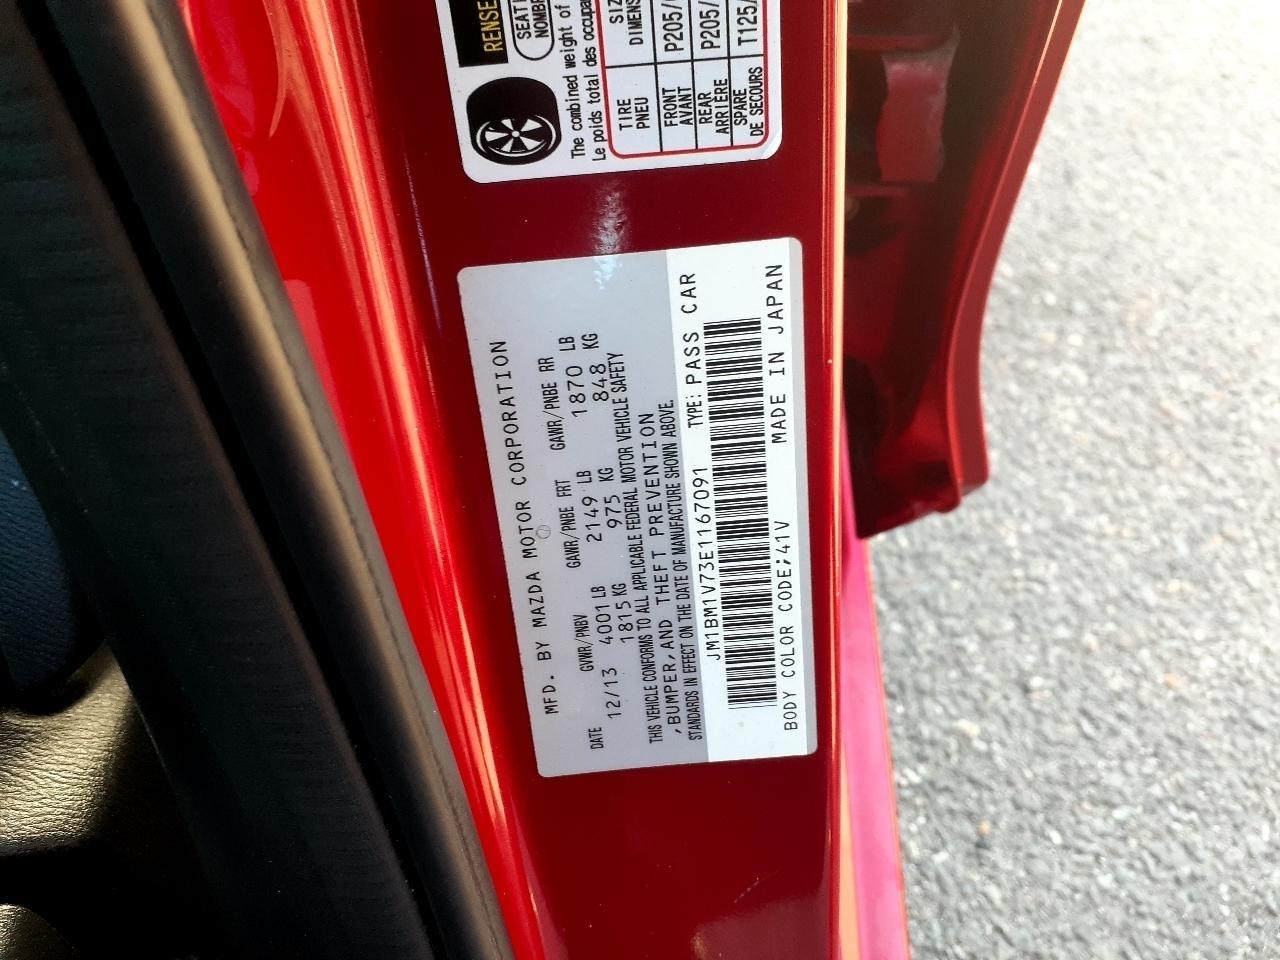 RENSE
SEATI
NOMBR
The combined weight of
Le poids total des occupa
TIRE
PNEU
SIZ
DIMENS
FRONT
AVANT
P205/
REAR
ARRIÈRE
P205/
SPARE
DE SECOURS
T125/
MFD. BY MAZDA MOTOR CORPORATION
GVWR/PNBV GAWR/PNBE FRT GAWR/PNBE RR
DATE 12/13 4001 LB 2149 LB 1870 LB
1815 KG 975 KG 848 KG
THIS VEHICLE CONFORMS TO ALL APPLICABLE FEDERAL MOTOR VEHICLE SAFETY
,BUMPER,AND THEFT PREVENTION
STANDARDS IN EFFECT ON THE DATE OF MANUFACTURE SHOWN ABOVE.
JM1BM1V73E1167091 TYPE: PASS CAR
BODY COLOR CODE;41V MADE IN JAPAN